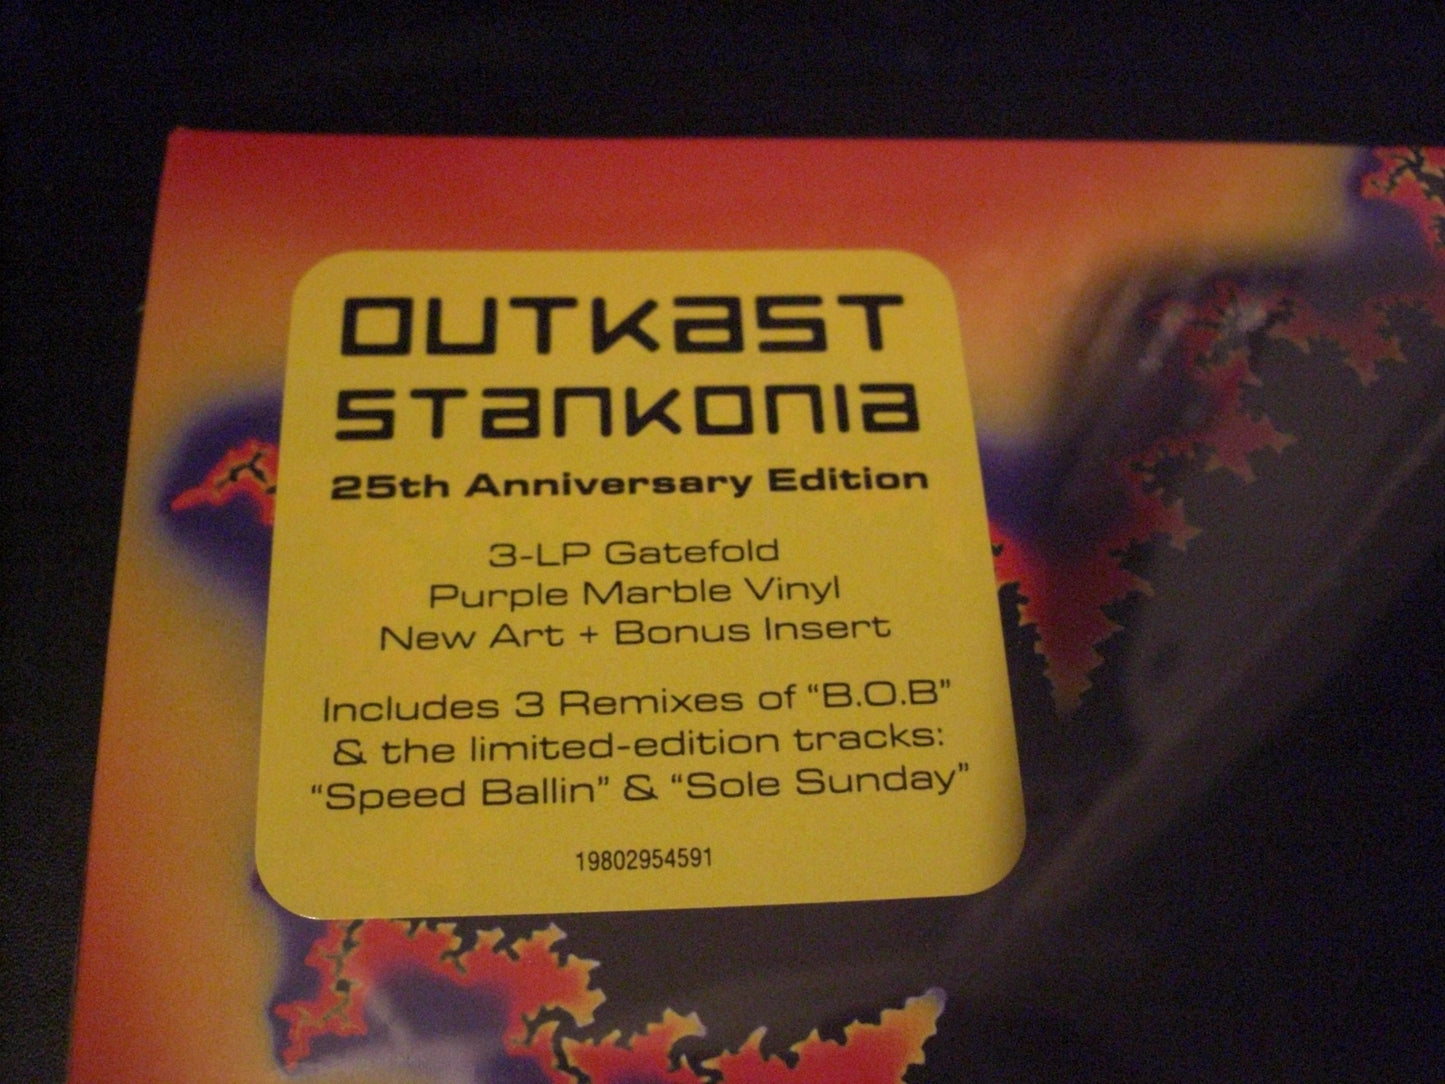 OUTKAST
STANKONIA
25th Anniversary Edition
3-LP Gatefold
Purple Marble Vinyl
New Art + Bonus Insert
Includes 3 Remixes of “B.O.B”
& the limited-edition tracks:
“Speed Ballin” & “Sole Sunday”
19802954591